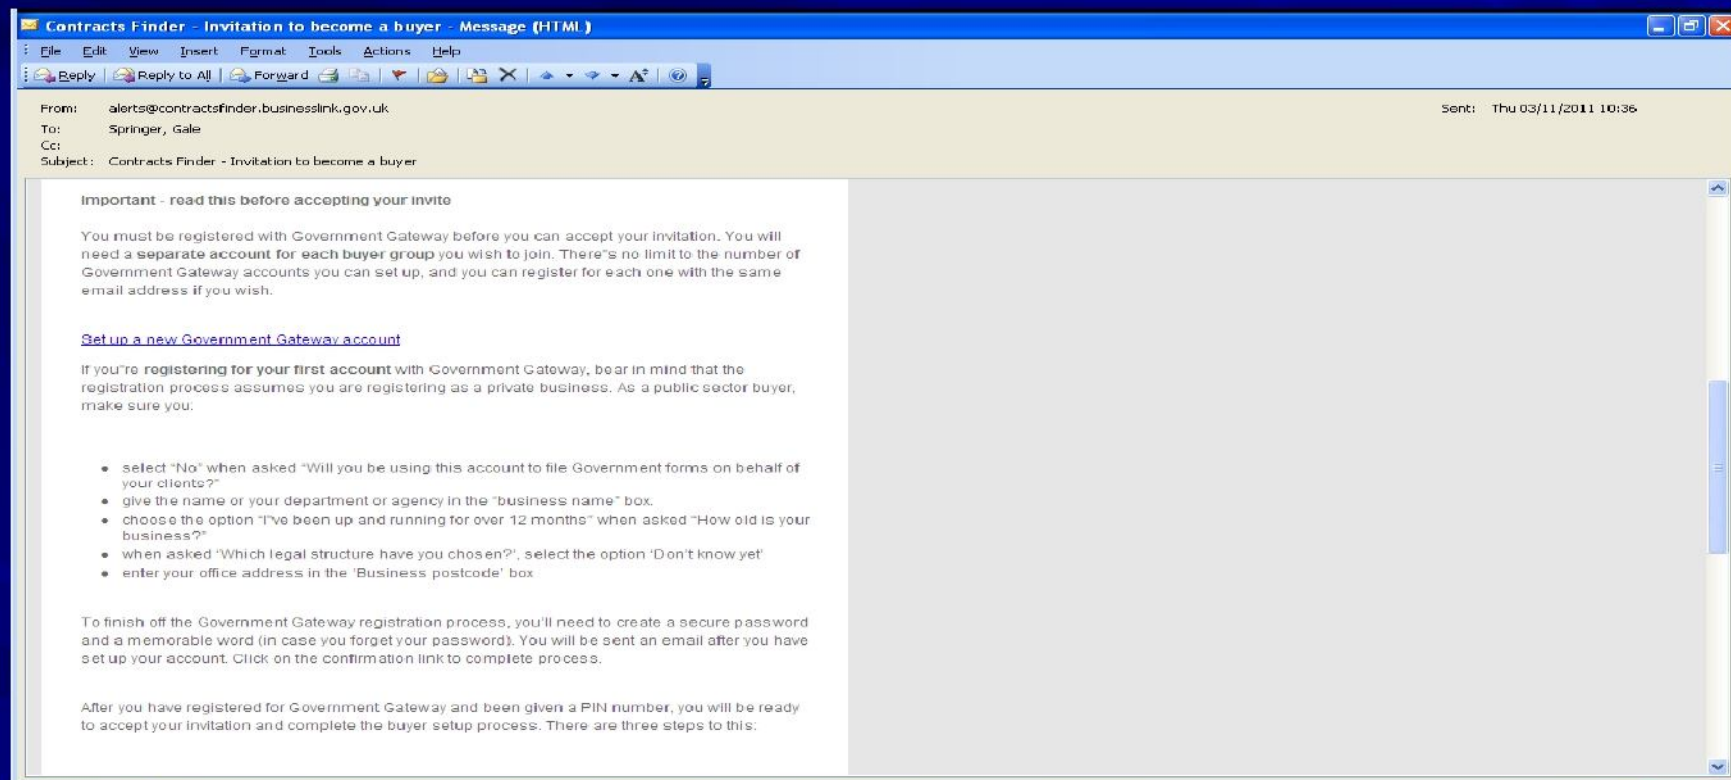 Contracts Finder - Invitation to become a buyer - Message (HTML)
File Edit View Insert Format Tools Actions Help
Reply Reply to All Forward
From: alerts@contractsfinder.businesslink.gov.uk Sent: Thu 03/11/2011 10:36
To: Springer, Gale
Cc:
Subject: Contracts Finder - Invitation to become a buyer
Important - read this before accepting your invite
You must be registered with Government Gateway before you can accept your invitation. You will
need a separate account for each buyer group you wish to join. There"s no limit to the number of
Government Gateway accounts you can set up, and you can register for each one with the same
email address if you wish.
Set up a new Government Gateway account
If you"re registering for your first account with Government Gateway, bear in mind that the
registration process assumes you are registering as a private business. As a public sector buyer,
make sure you:
• select "No" when asked "Will you be using this account to file Government forms on behalf of
your clients?"
• give the name or your department or agency in the "business name" box.
• choose the option "I"ve been up and running for over 12 months" when asked "How old is your
business?"
• when asked 'Which legal structure have you chosen?', select the option 'Don't know yet'
• enter your office address in the 'Business postcode' box
To finish off the Government Gateway registration process, you'll need to create a secure password
and a memorable word (in case you forget your password). You will be sent an email after you have
set up your account. Click on the confirmation link to complete process.
After you have registered for Government Gateway and been given a PIN number, you will be ready
to accept your invitation and complete the buyer setup process. There are three steps to this: